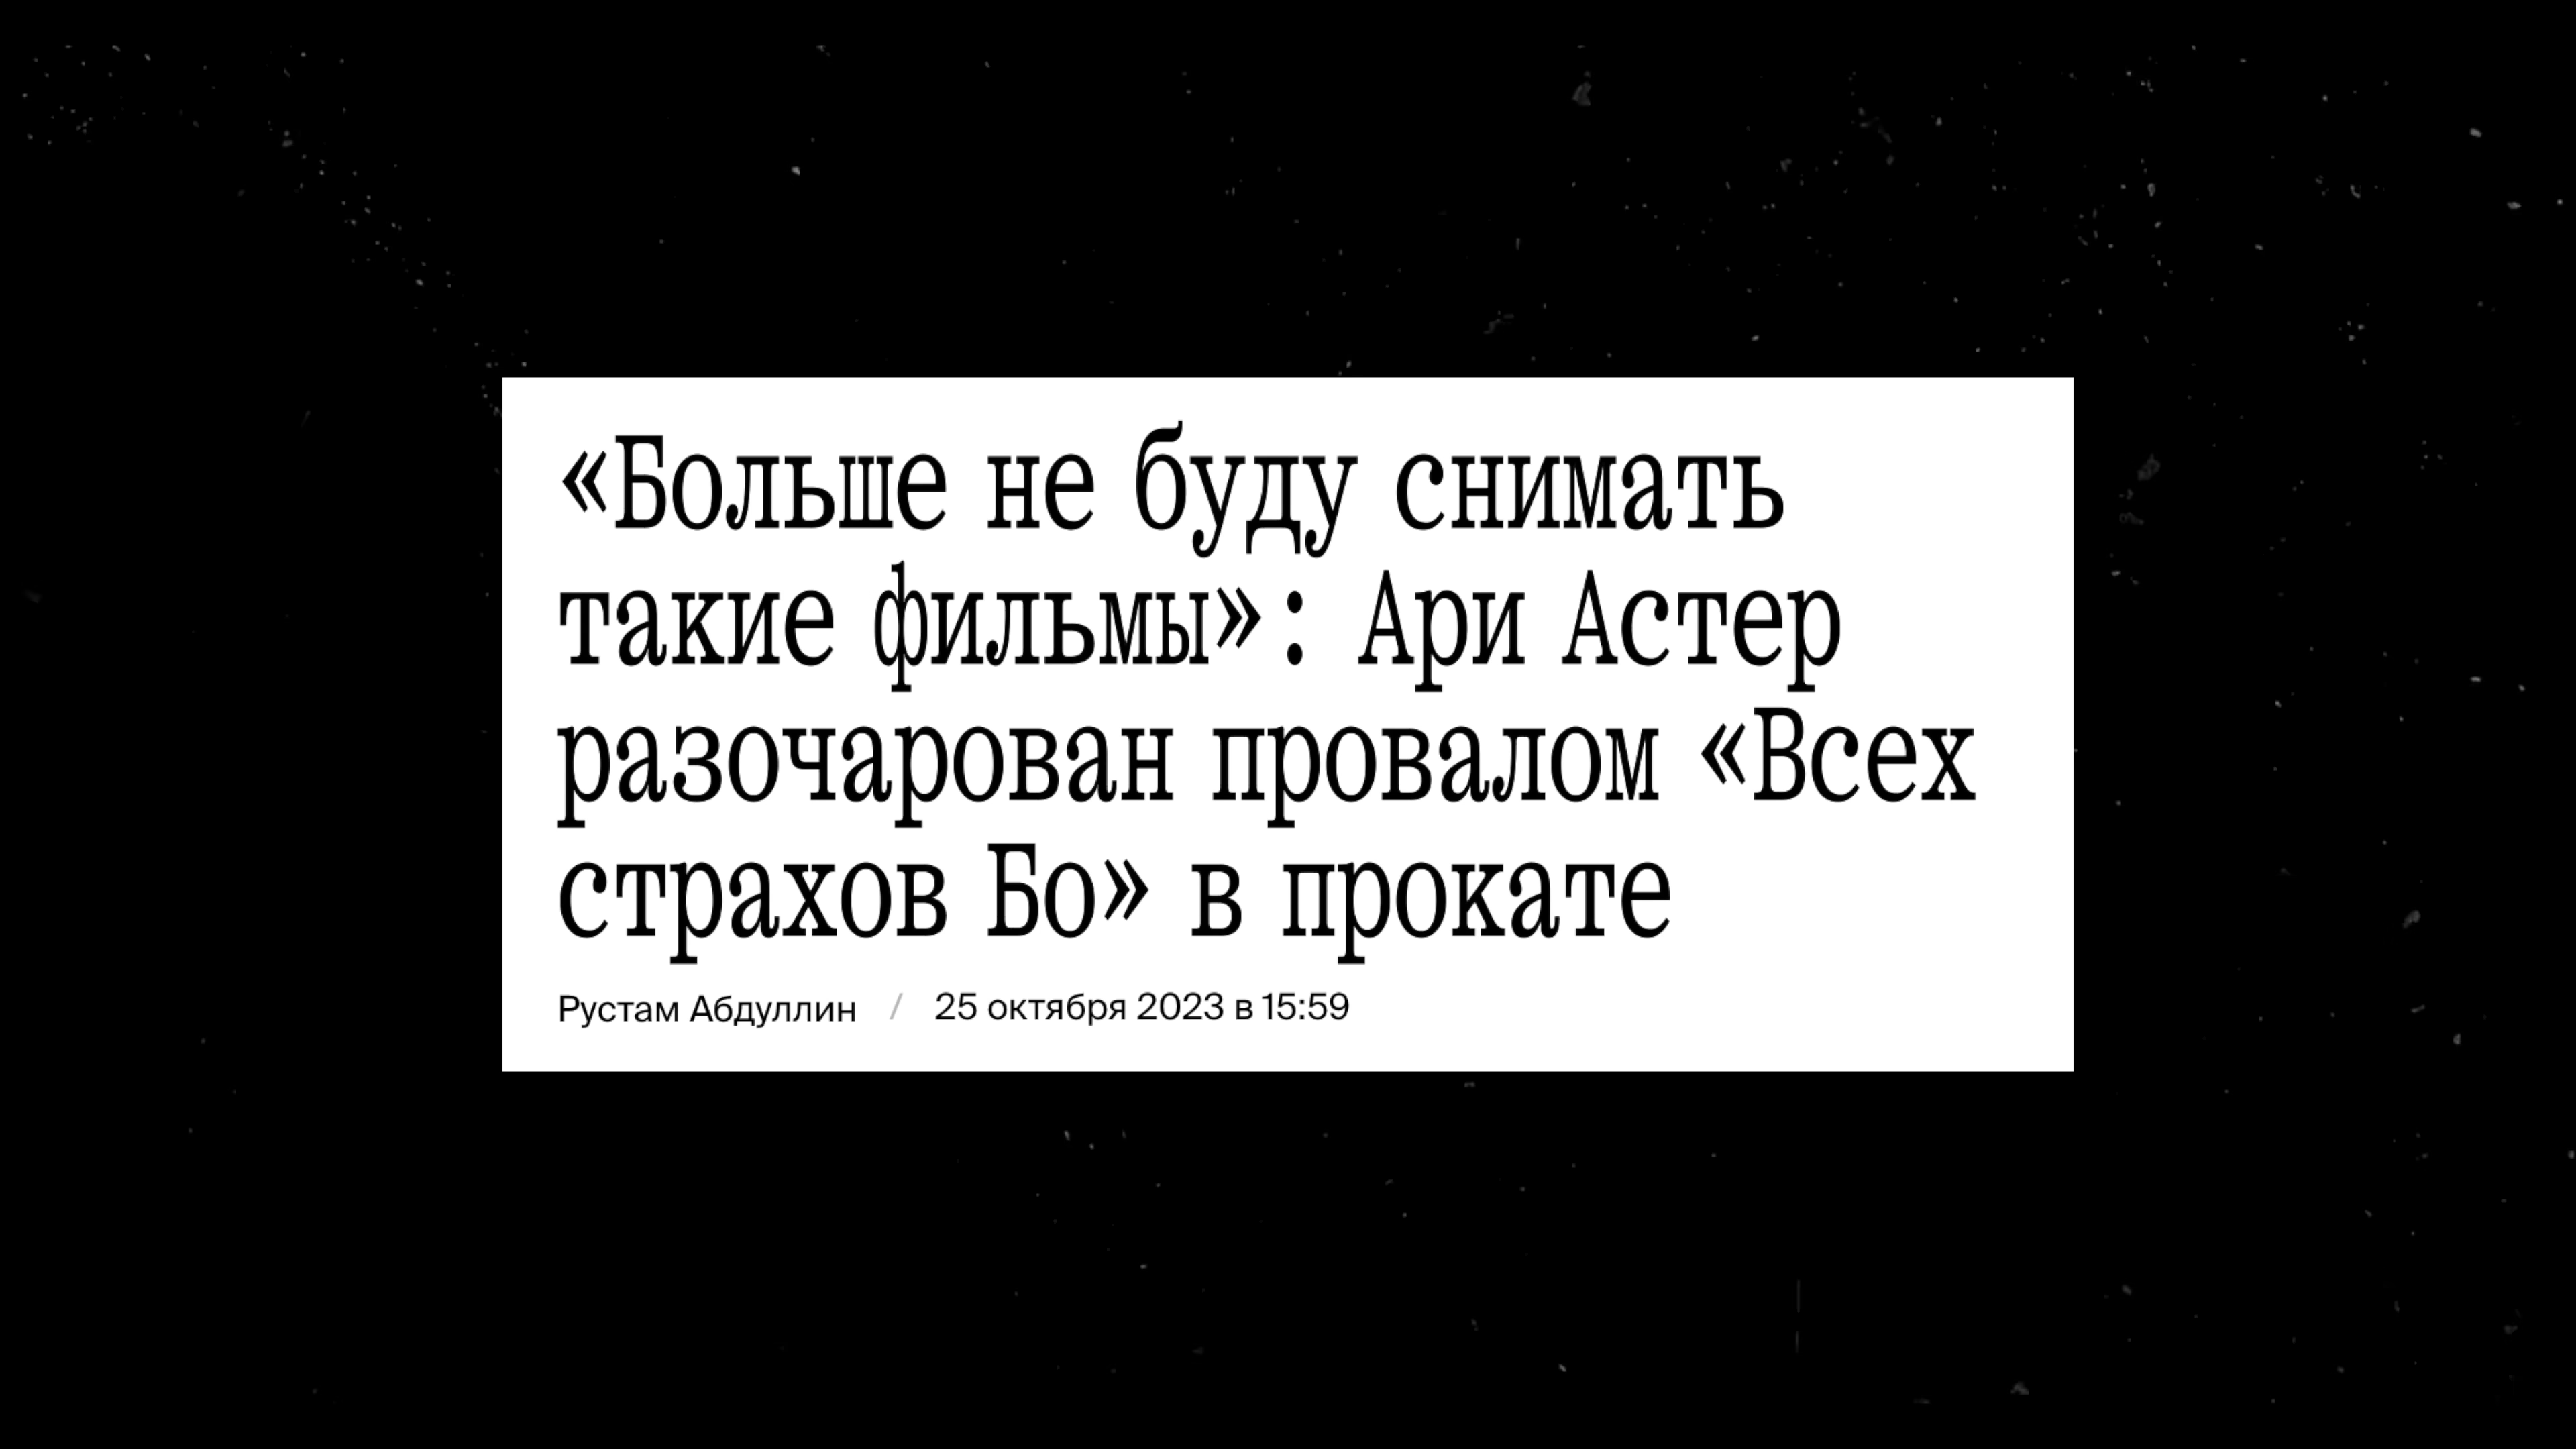 «Больше не буду снимать
такие фильмы»: Ари Астер
разочарован провалом «Всех
страхов Бо» в прокате
Рустам Абдуллин / 25 октября 2023 в 15:59